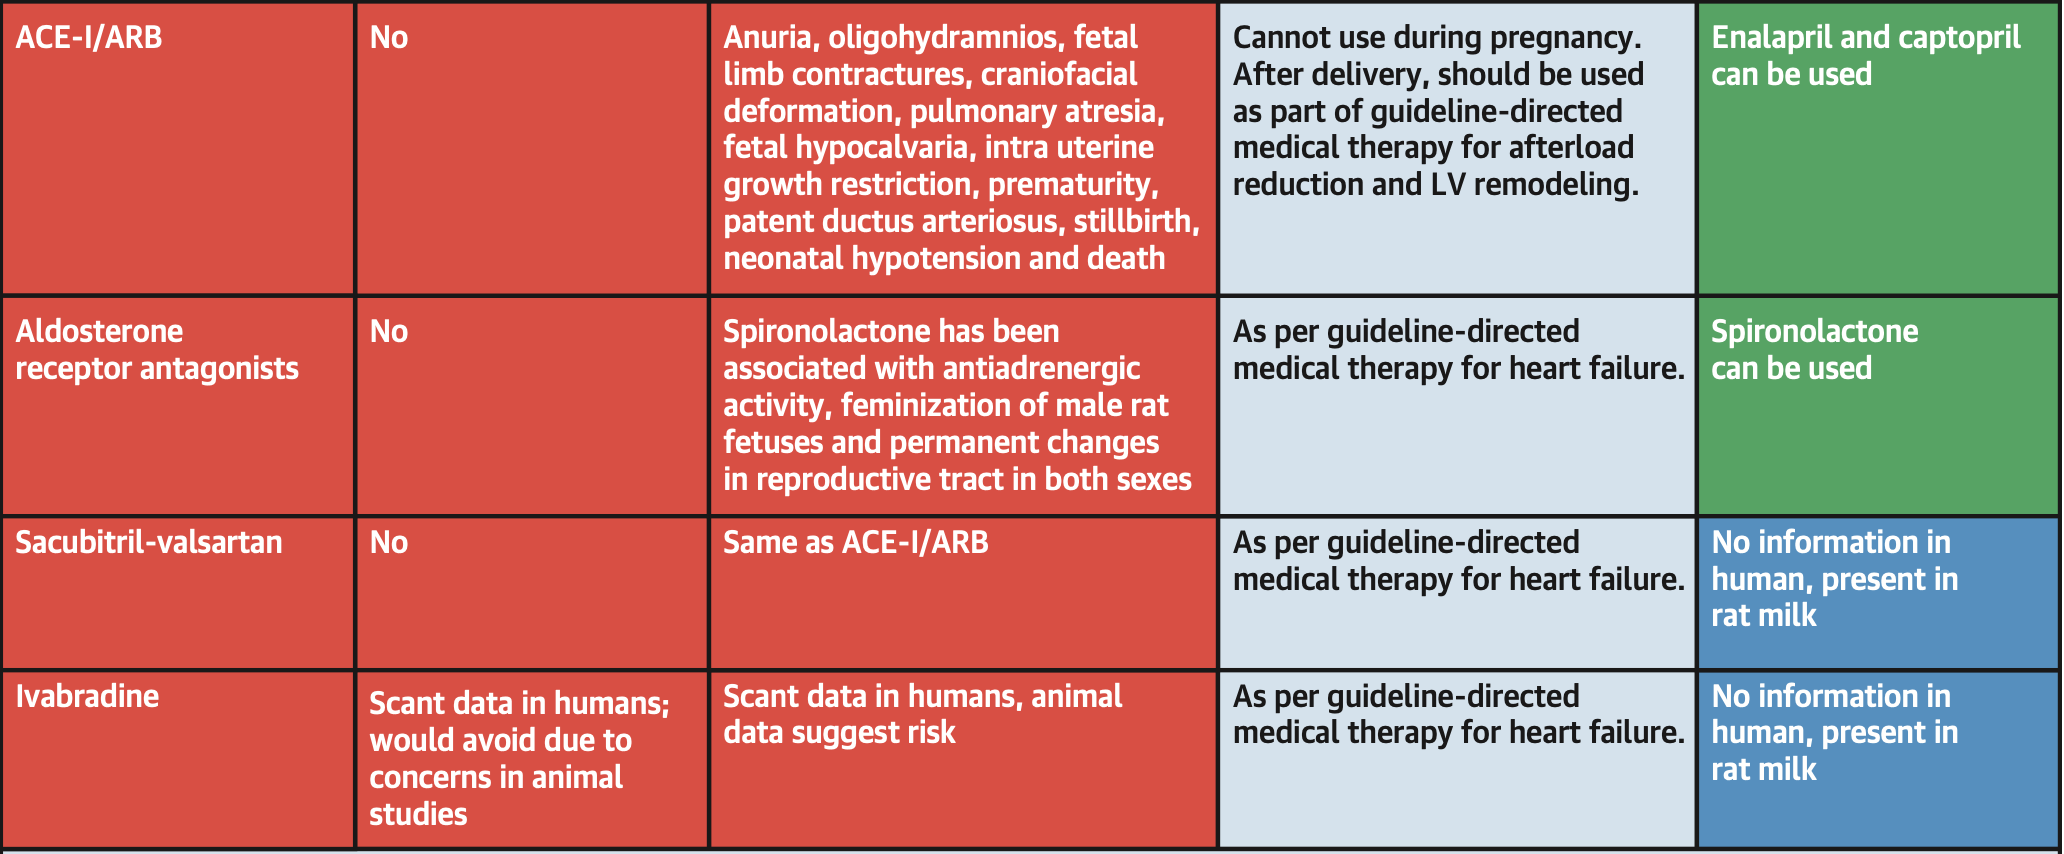 ACE-I/ARB
No
Anuria, oligohydramnios, fetal
limb contractures, craniofacial
deformation, pulmonary atresia,
fetal hypocalvaria, intra uterine
growth restriction, prematurity,
patent ductus arteriosus, stillbirth,
neonatal hypotension and death
Cannot use during pregnancy.
After delivery, should be used
as part of guideline-directed
medical therapy for afterload
reduction and LV remodeling.
Enalapril and captopril
can be used
Aldosterone
receptor antagonists
No
Spironolactone has been
associated with antiadrenergic
activity, feminization of male rat
fetuses and permanent changes
in reproductive tract in both sexes
As per guideline-directed
medical therapy for heart failure.
Spironolactone
can be used
Sacubitril-valsartan
No
Same as ACE-I/ARB
As per guideline-directed
medical therapy for heart failure.
No information in
human, present in
rat milk
Ivabradine
Scant data in humans;
would avoid due to
concerns in animal
studies
Scant data in humans, animal
data suggest risk
As per guideline-directed
medical therapy for heart failure.
No information in
human, present in
rat milk